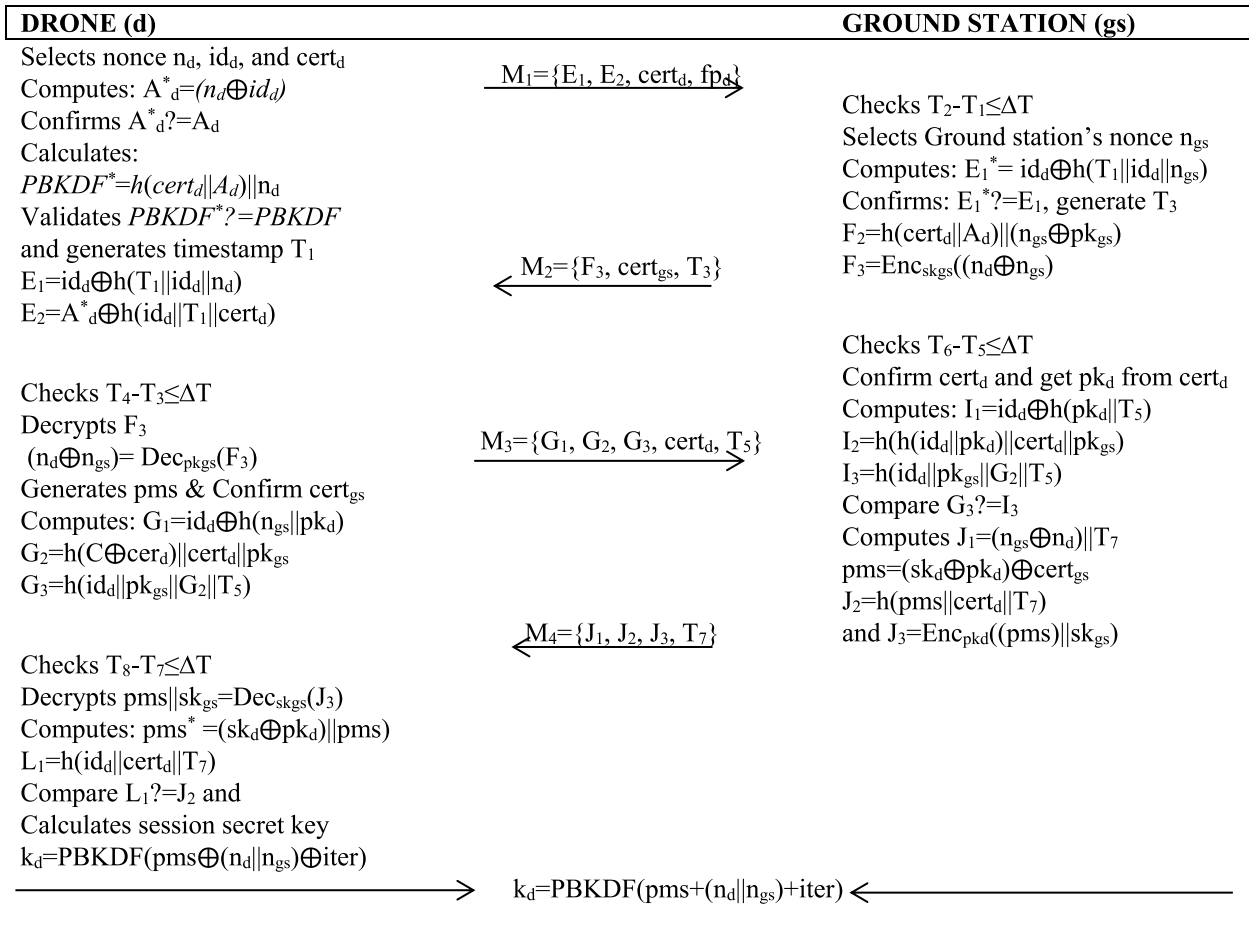 DRONE (d)
GROUND STATION (gs)
Selects nonce n_d, id_d, and cert_d
Computes: A^*_d=(n_d⊕id_d)
Confirms A^*_d?=A_d
Calculates:
PBKDF^*=h(cert_d||A_d)||n_d
Validates PBKDF^*?=PBKDF
and generates timestamp T_1
E_1=id_d⊕h(T_1||id_d||n_d)
E_2=A^*_d⊕h(id_d||T_1||cert_d)
M_1={E_1, E_2, cert_d, fp_d}
Checks T_2-T_1≤ΔT
Selects Ground station's nonce n_gs
Computes: E_1^*= id_d⊕h(T_1||id_d||n_gs)
Confirms: E_1^*?=E_1, generate T_3
F_2=h(cert_d||A_d)||(n_gs⊕pk_gs)
F_3=Enc_skgs((n_d⊕n_gs)
M_2={F_3, cert_gs, T_3}
Checks T_4-T_3≤ΔT
Decrypts F_3
(n_d⊕n_gs)= Dec_pkgs(F_3)
Generates pms & Confirm cert_gs
Computes: G_1=id_d⊕h(n_gs||pk_d)
G_2=h(C⊕cer_d)||cert_d||pk_gs
G_3=h(id_d||pk_gs||G_2||T_5)
M_3={G_1, G_2, G_3, cert_d, T_5}
Checks T_6-T_5≤ΔT
Confirm cert_d and get pk_d from cert_d
Computes: I_1=id_d⊕h(pk_d||T_5)
I_2=h(h(id_d||pk_d)||cert_d||pk_gs)
I_3=h(id_d||pk_gs||G_2||T_5)
Compare G_3?=I_3
Computes J_1=(n_gs⊕n_d)||T_7
pms=(sk_d⊕pk_d)⊕cert_gs
J_2=h(pms||cert_d||T_7)
and J_3=Enc_pkd((pms)||sk_gs)
M_4={J_1, J_2, J_3, T_7}
Checks T_8-T_7≤ΔT
Decrypts pms||sk_gs=Dec_skgs(J_3)
Computes: pms^* =(sk_d⊕pk_d)||pms)
L_1=h(id_d||cert_d||T_7)
Compare L_1?=J_2 and
Calculates session secret key
k_d=PBKDF(pms⊕(n_d||n_gs)⊕iter)
k_d=PBKDF(pms+(n_d||n_gs)+iter)